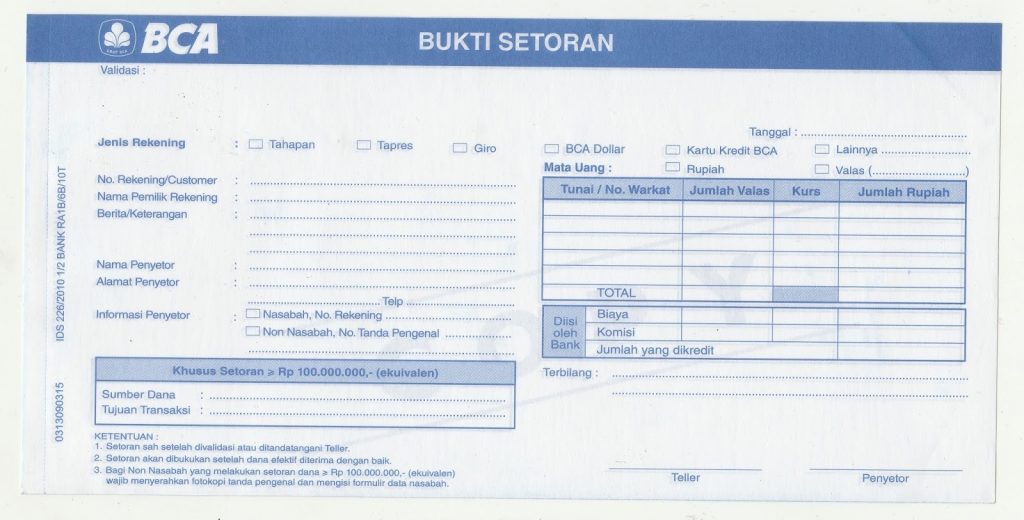 BCA
BUKTI SETORAN
Validasi :
Tanggal :
Jenis Rekening : Tahapan Tapres Giro BCA Dollar Kartu Kredit BCA Lainnya
Mata Uang : Rupiah Valas (....................)
No. Rekening/Customer :
Nama Pemilik Rekening :
Berita/Keterangan :
Nama Penyetor :
Alamat Penyetor :
Telp
Informasi Penyetor : Nasabah, No. Rekening
Non Nasabah, No. Tanda Pengenal
Khusus Setoran ≥ Rp 100.000.000,- (ekuivalen)
Sumber Dana :
Tujuan Transaksi :
KETENTUAN :
1. Setoran sah setelah divalidasi atau ditandatangani Teller.
2. Setoran akan dibukukan setelah dana efektif diterima dengan baik.
3. Bagi Non Nasabah yang melakukan setoran dana ≥ Rp 100.000.000,- (ekuivalen)
wajib menyerahkan fotokopi tanda pengenal dan mengisi formulir data nasabah.
Tunai / No. Warkat Jumlah Valas Kurs Jumlah Rupiah
TOTAL
Diisi
oleh
Bank
Biaya
Komisi
Jumlah yang dikredit
Terbilang :
Teller
Penyetor
IDS 226/2010 1/2 BANK RA1B/6B/10T
0313090315
COPY